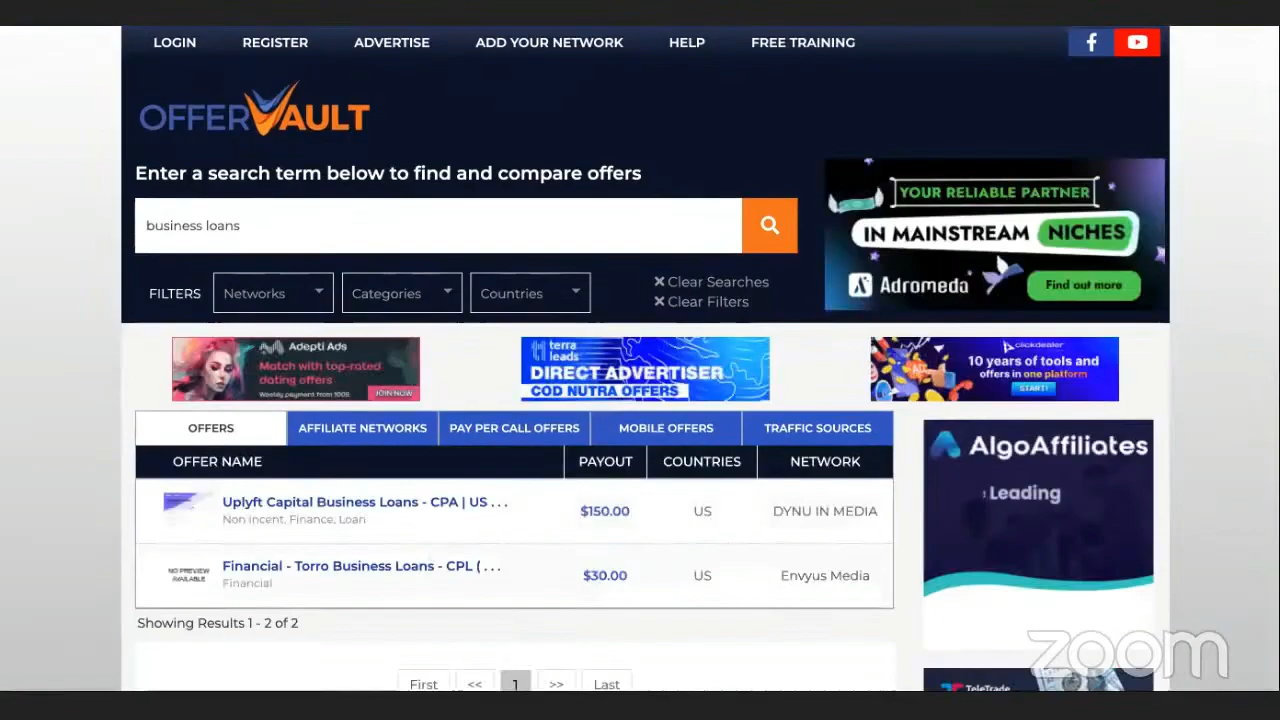 LOGIN REGISTER ADVERTISE ADD YOUR NETWORK HELP FREE TRAINING
OFFERVAULT
Enter a search term below to find and compare offers
business loans
FILTERS Networks Categories Countries
Clear Searches
Clear Filters
YOUR RELIABLE PARTNER
IN MAINSTREAM NICHES
Adromeda Find out more
Adepti Ads
Match with top-rated
dating offers
Weekly payment from 100$ JOIN NOW
terra
leads
DIRECT ADVERTISER
COD NUTRA OFFERS
clickdealer
10 years of tools and
offers in one platform
START!
OFFERS AFFILIATE NETWORKS PAY PER CALL OFFERS MOBILE OFFERS TRAFFIC SOURCES
OFFER NAME PAYOUT COUNTRIES NETWORK
Uplyft Capital Business Loans - CPA | US . . .
Non incent, Finance, Loan
$150.00 US DYNU IN MEDIA
NO PREVIEW
AVAILABLE
Financial - Torro Business Loans - CPL ( . . .
Financial
$30.00 US Envyus Media
Showing Results 1 - 2 of 2
First << 1 >> Last
AlgoAffiliates
Leading
TeleTrade
zoom